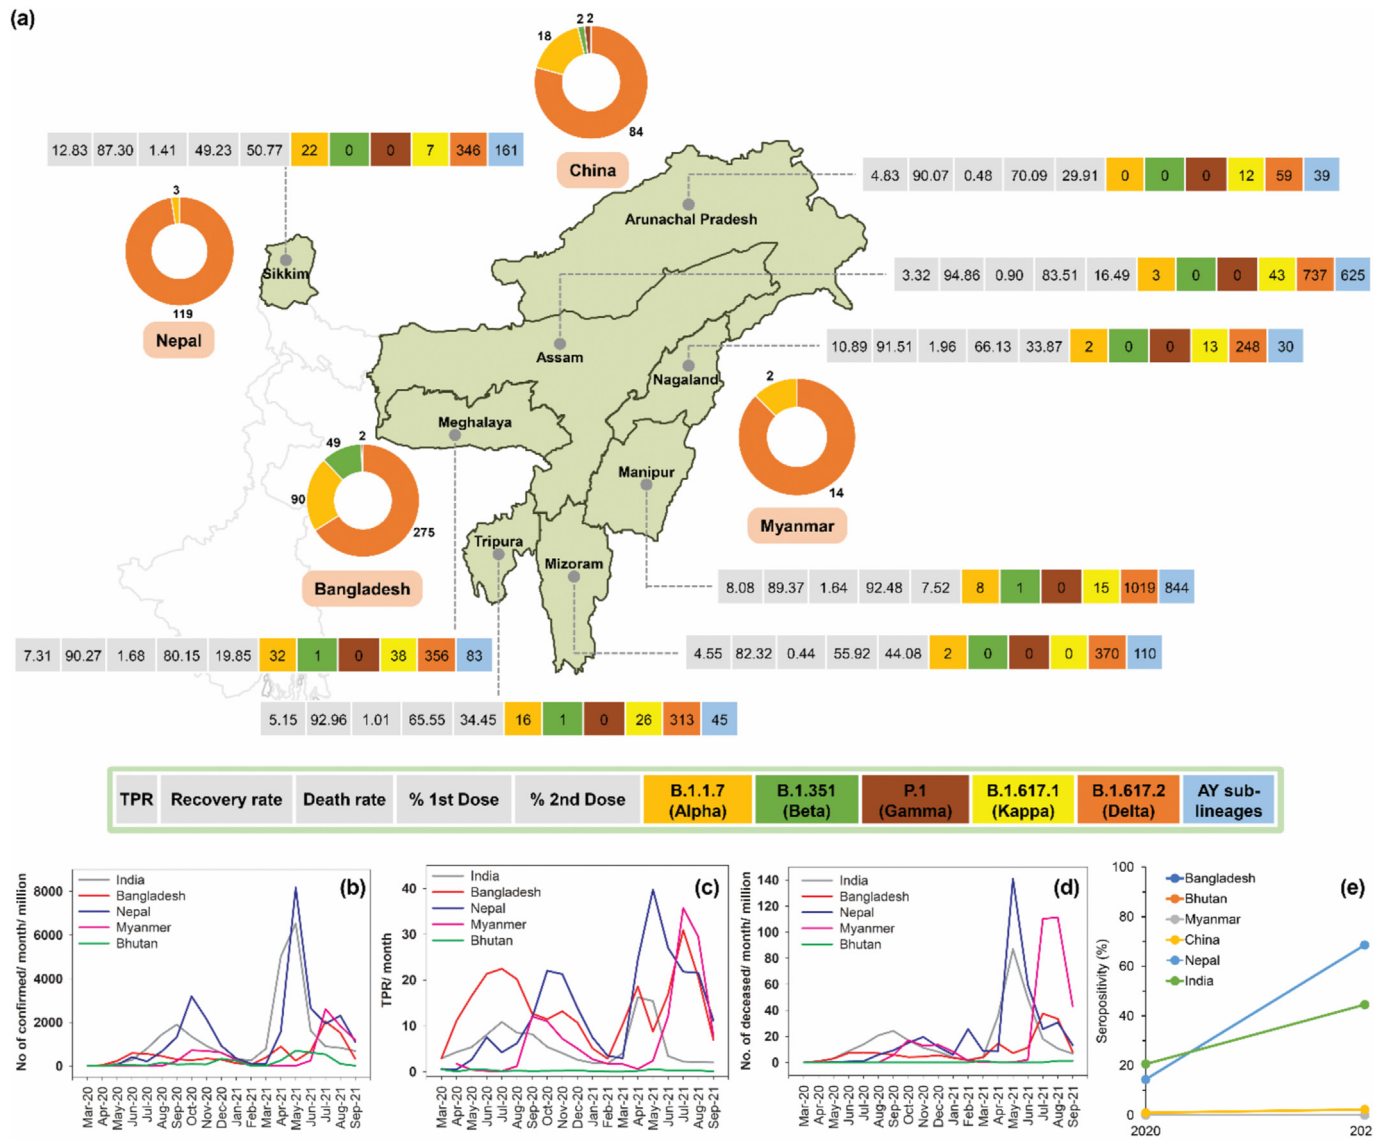 (a)
18
2 2
84
China
12.83 87.30 1.41 49.23 50.77 22 0 0 7 346 161
4.83 90.07 0.48 70.09 29.91 0 0 0 12 59 39
3
119
Nepal
Sikkim
Arunachal Pradesh
3.32 94.86 0.90 83.51 16.49 3 0 0 43 737 625
Assam
10.89 91.51 1.96 66.13 33.87 2 0 0 13 248 30
Nagaland
2
14
Myanmar
Meghalaya
49
2
90
275
Bangladesh
Manipur
Tripura
Mizoram
8.08 89.37 1.64 92.48 7.52 8 1 0 15 1019 844
7.31 90.27 1.68 80.15 19.85 32 1 0 38 356 83
4.55 82.32 0.44 55.92 44.08 2 0 0 0 370 110
5.15 92.96 1.01 65.55 34.45 16 1 0 26 313 45
TPR
Recovery rate
Death rate
% 1st Dose
% 2nd Dose
B.1.1.7
(Alpha)
B.1.351
(Beta)
P.1
(Gamma)
B.1.617.1
(Kappa)
B.1.617.2
(Delta)
AY sub-
lineages
(b)
No of confirmed/ month/ million
8000
6000
4000
2000
0
India
Bangladesh
Nepal
Myanmer
Bhutan
Mar-20
Apr-20
May-20
Jun-20
Jul-20
Aug-20
Sep-20
Oct-20
Nov-20
Dec-20
Jan-21
Feb-21
Mar-21
Apr-21
May-21
Jun-21
Jul-21
Aug-21
Sep-21
(c)
TPR/ month
40
30
20
10
0
India
Bangladesh
Nepal
Myanmer
Bhutan
Mar-20
Apr-20
May-20
Jun-20
Jul-20
Aug-20
Sep-20
Oct-20
Nov-20
Dec-20
Jan-21
Feb-21
Mar-21
Apr-21
May-21
Jun-21
Jul-21
Aug-21
Sep-21
(d)
No. of deceased/ month/ million
140
120
100
80
60
40
20
0
India
Bangladesh
Nepal
Myanmer
Bhutan
Mar-20
Apr-20
May-20
Jun-20
Jul-20
Aug-20
Sep-20
Oct-20
Nov-20
Dec-20
Jan-21
Feb-21
Mar-21
Apr-21
May-21
Jun-21
Jul-21
Aug-21
Sep-21
(e)
Seropositivity (%)
100
80
60
40
20
0
Bangladesh
Bhutan
Myanmar
China
Nepal
India
2020
202